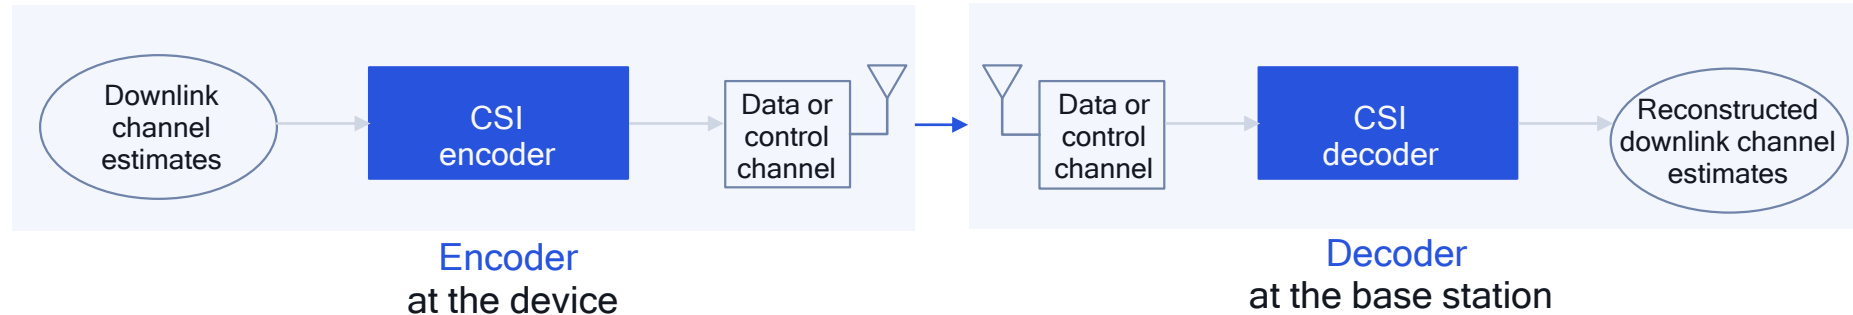 Downlink
channel
estimates
CSI
encoder
Data or
control
channel
Data or
control
channel
CSI
decoder
Reconstructed
downlink channel
estimates
Encoder
at the device
Decoder
at the base station